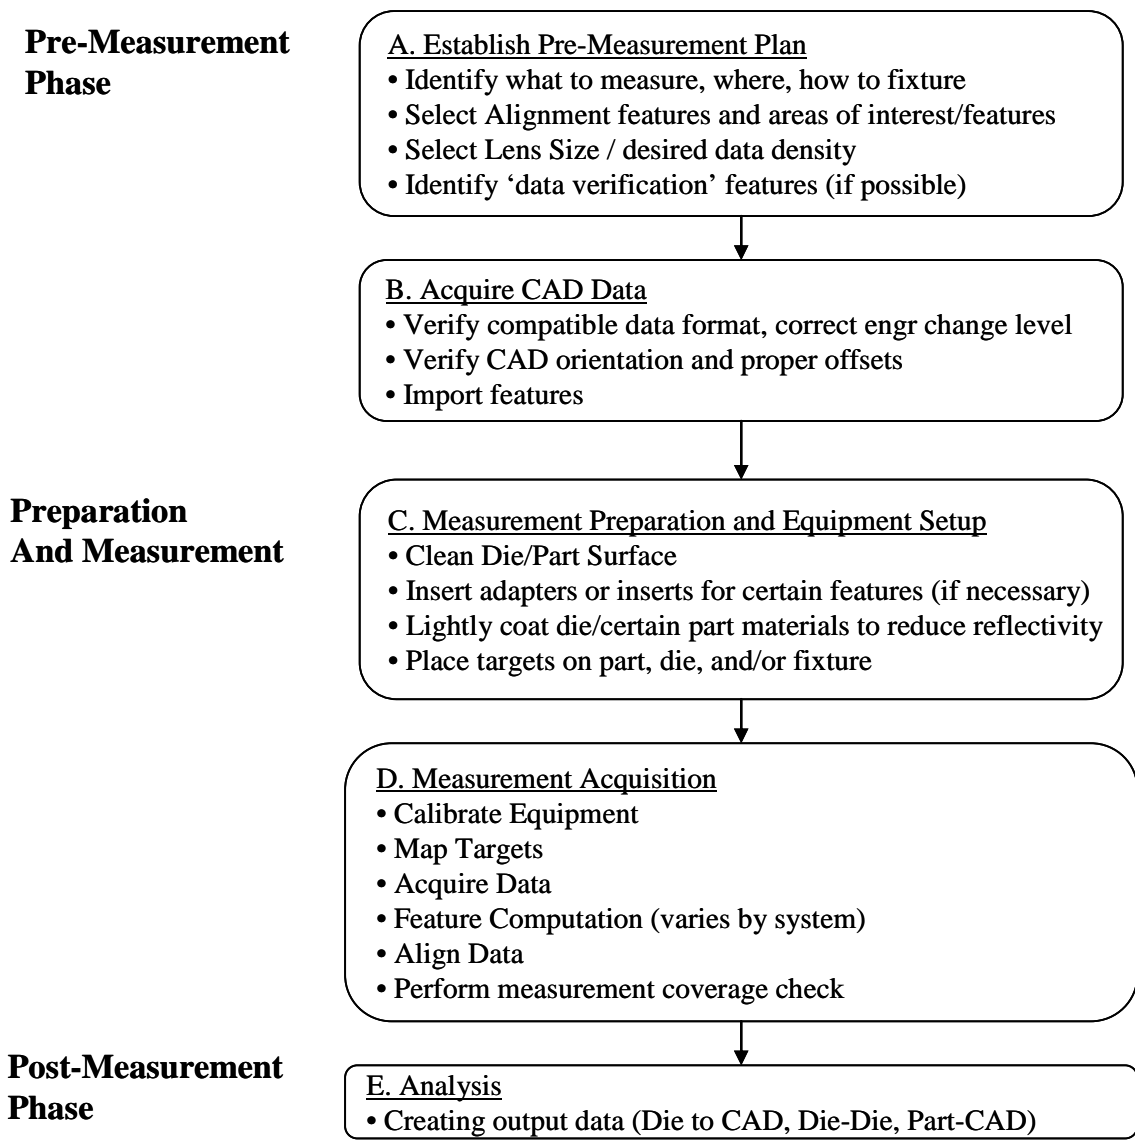 Pre-Measurement
Phase
A. Establish Pre-Measurement Plan
• Identify what to measure, where, how to fixture
• Select Alignment features and areas of interest/features
• Select Lens Size / desired data density
• Identify ‘data verification’ features (if possible)
B. Acquire CAD Data
• Verify compatible data format, correct engr change level
• Verify CAD orientation and proper offsets
• Import features
Preparation
And Measurement
C. Measurement Preparation and Equipment Setup
• Clean Die/Part Surface
• Insert adapters or inserts for certain features (if necessary)
• Lightly coat die/certain part materials to reduce reflectivity
• Place targets on part, die, and/or fixture
D. Measurement Acquisition
• Calibrate Equipment
• Map Targets
• Acquire Data
• Feature Computation (varies by system)
• Align Data
• Perform measurement coverage check
Post-Measurement
Phase
E. Analysis
• Creating output data (Die to CAD, Die-Die, Part-CAD)